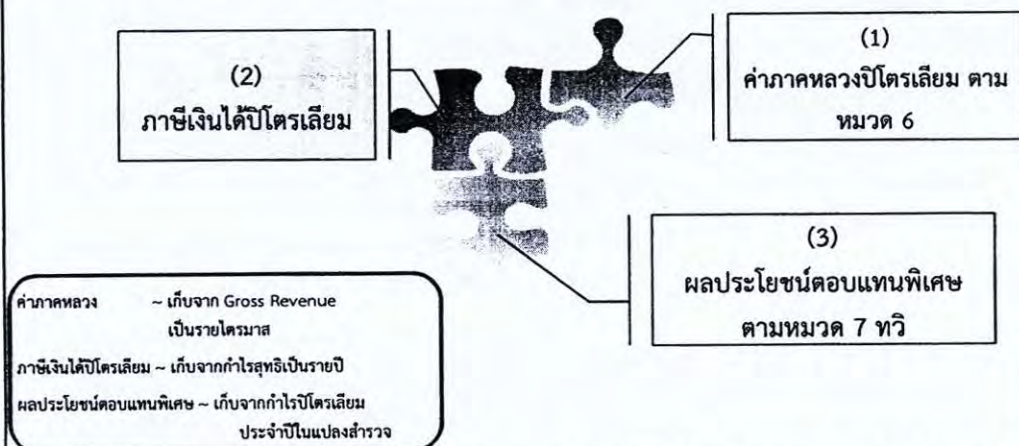 (1)
ค่าภาคหลวงปิโตรเลียม ตาม
หมวด 6
(2)
ภาษีเงินได้ปิโตรเลียม
(3)
ผลประโยชน์ตอบแทนพิเศษ
ตามหมวด 7 ทวิ
ค่าภาคหลวง ~ เก็บจาก Gross Revenue
เป็นรายไตรมาส
ภาษีเงินได้ปิโตรเลียม ~ เก็บจากกำไรสุทธิเป็นรายปี
ผลประโยชน์ตอบแทนพิเศษ ~ เก็บจากกำไรปิโตรเลียม
ประจำปีในแปลงสำรวจ